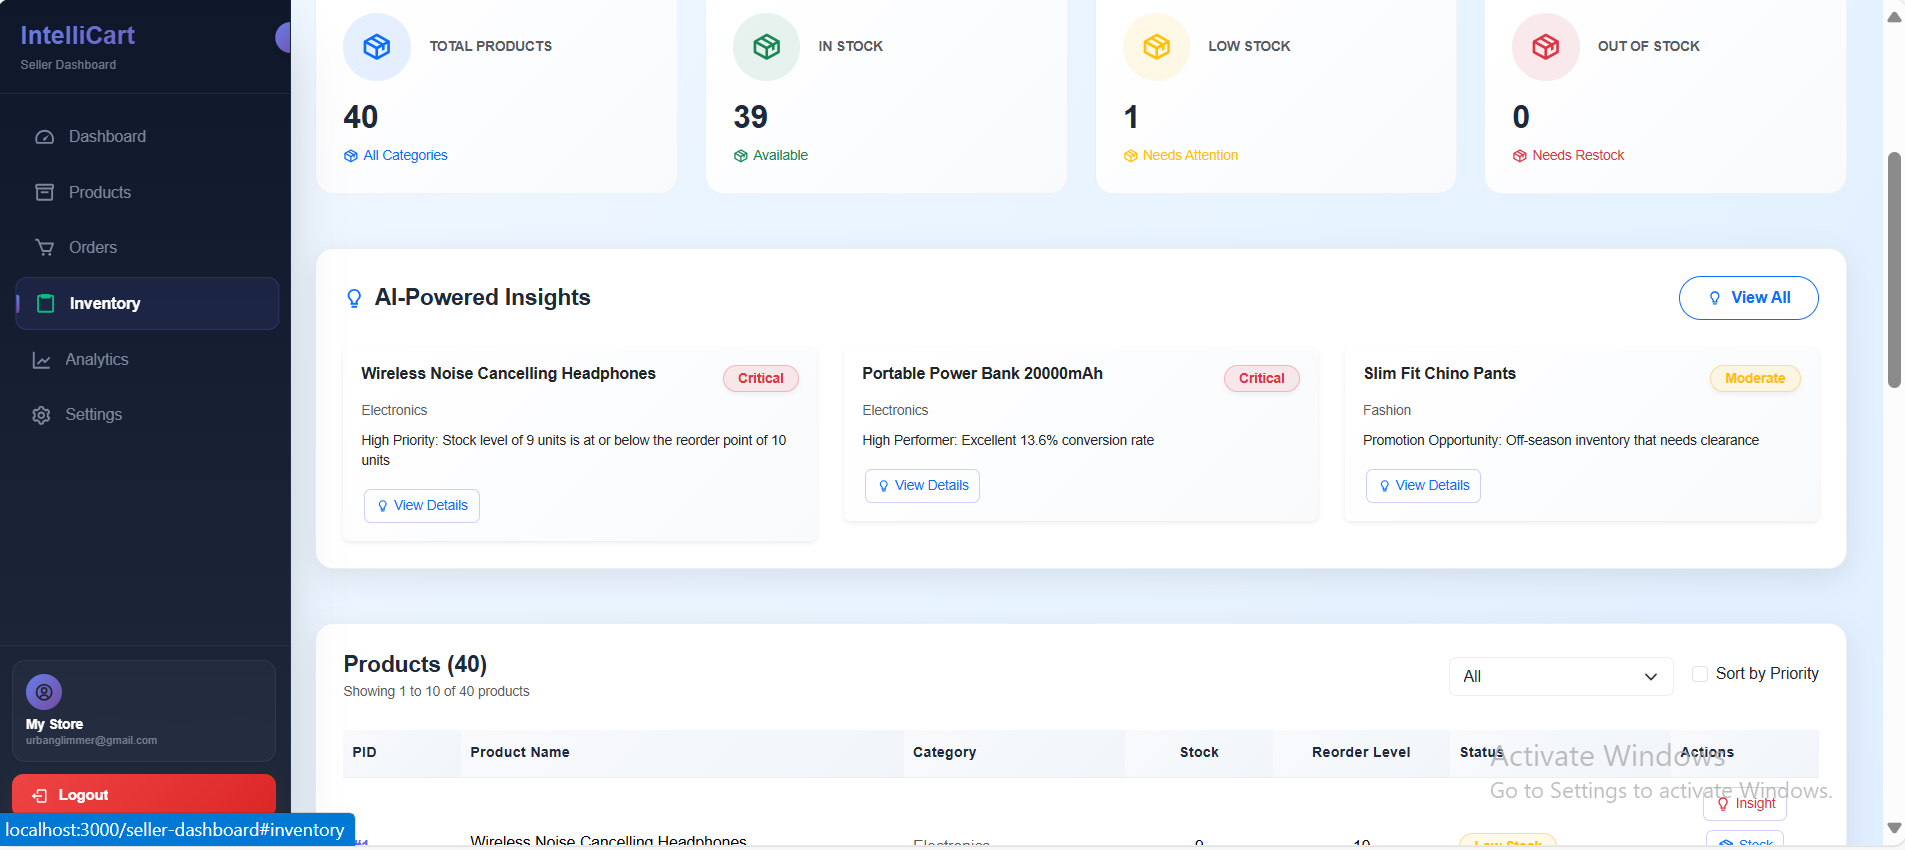 IntelliCart
Seller Dashboard
Dashboard
Products
Orders
Inventory
Analytics
Settings
My Store
urbanglimmer@gmail.com
Logout
localhost:3000/seller-dashboard#inventory
TOTAL PRODUCTS
40
All Categories
IN STOCK
39
Available
LOW STOCK
1
Needs Attention
OUT OF STOCK
0
Needs Restock
AI-Powered Insights
View All
Wireless Noise Cancelling Headphones
Critical
Electronics
High Priority: Stock level of 9 units is at or below the reorder point of 10
units
View Details
Portable Power Bank 20000mAh
Critical
Electronics
High Performer: Excellent 13.6% conversion rate
View Details
Slim Fit Chino Pants
Moderate
Fashion
Promotion Opportunity: Off-season inventory that needs clearance
View Details
Products (40)
Showing 1 to 10 of 40 products
All
Sort by Priority
PID Product Name Category Stock Reorder Level Status Actions
Activate Windows
Go to Settings to activate Windows.
Insight
#1 Wireless Noise Cancelling Headphones Electronics 9 10 Low Stock Stock